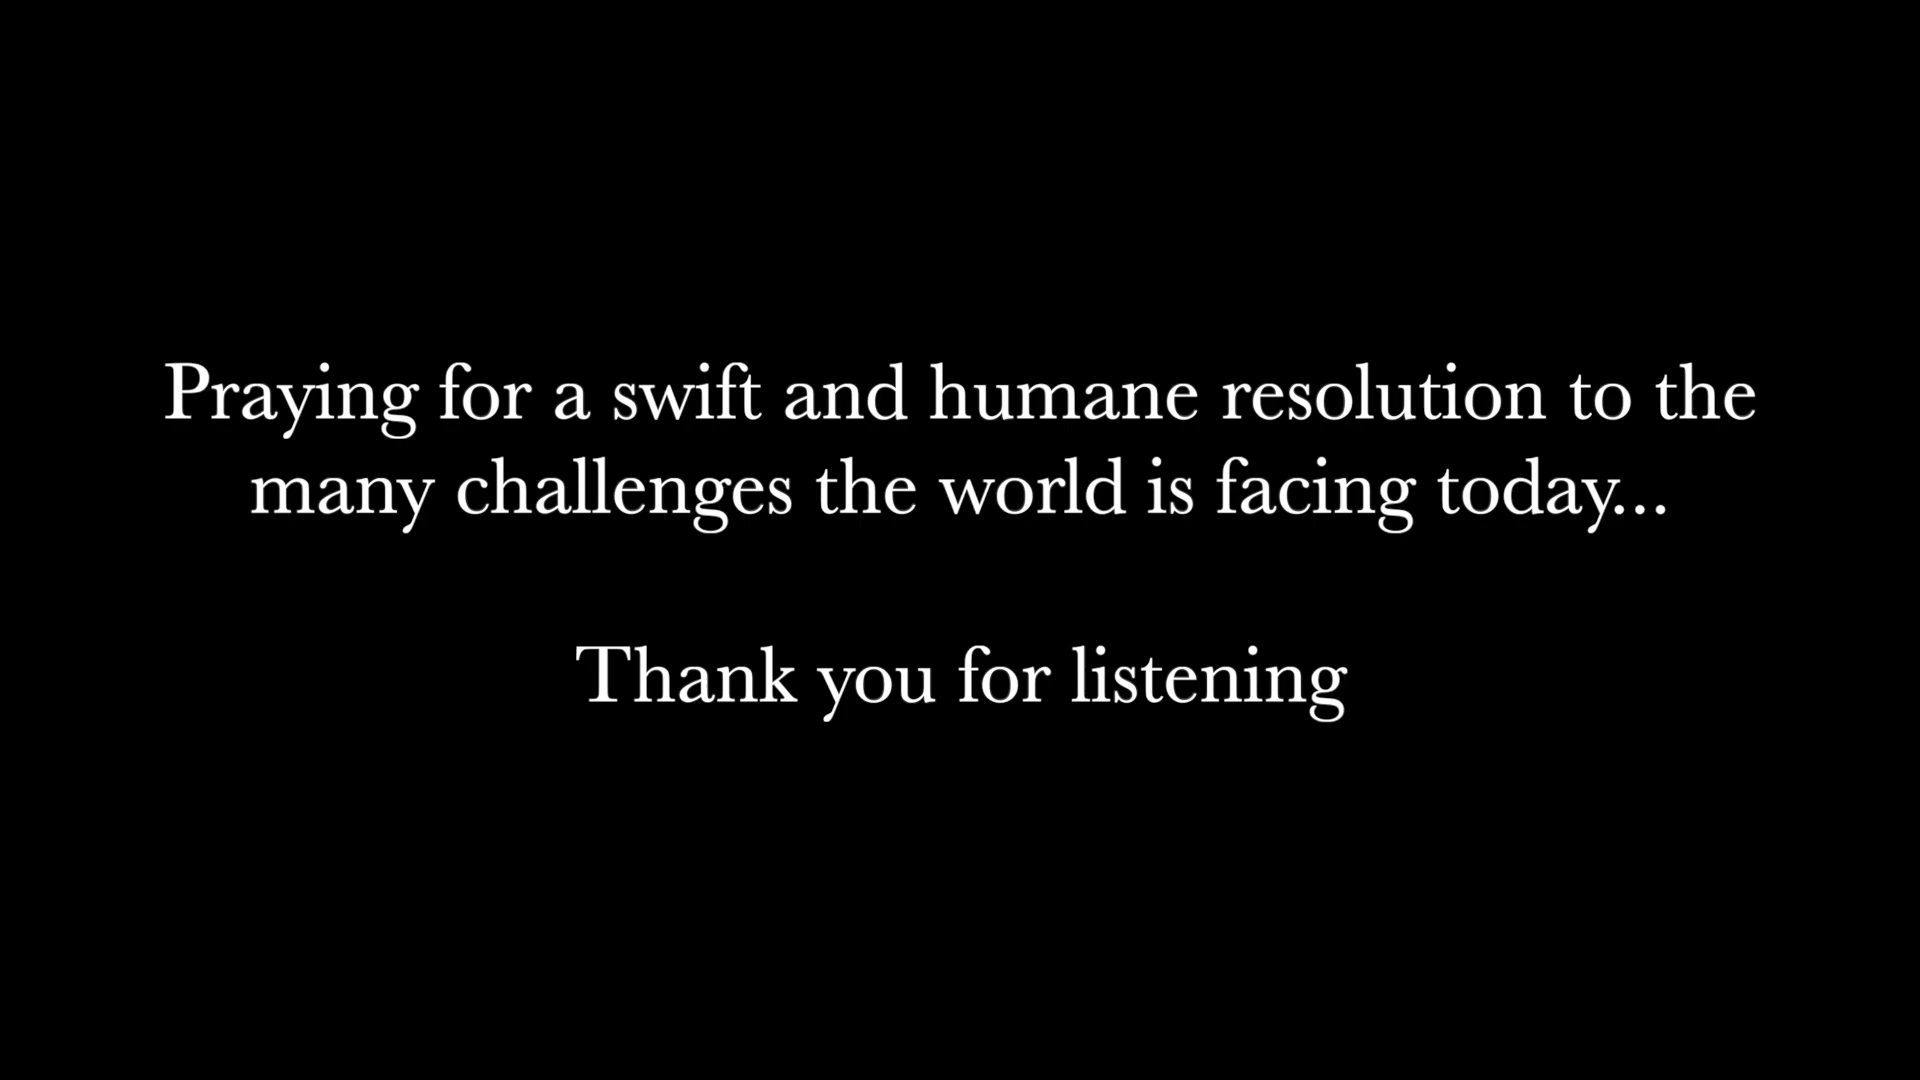 Praying for a swift and humane resolution to the
many challenges the world is facing today...
Thank you for listening